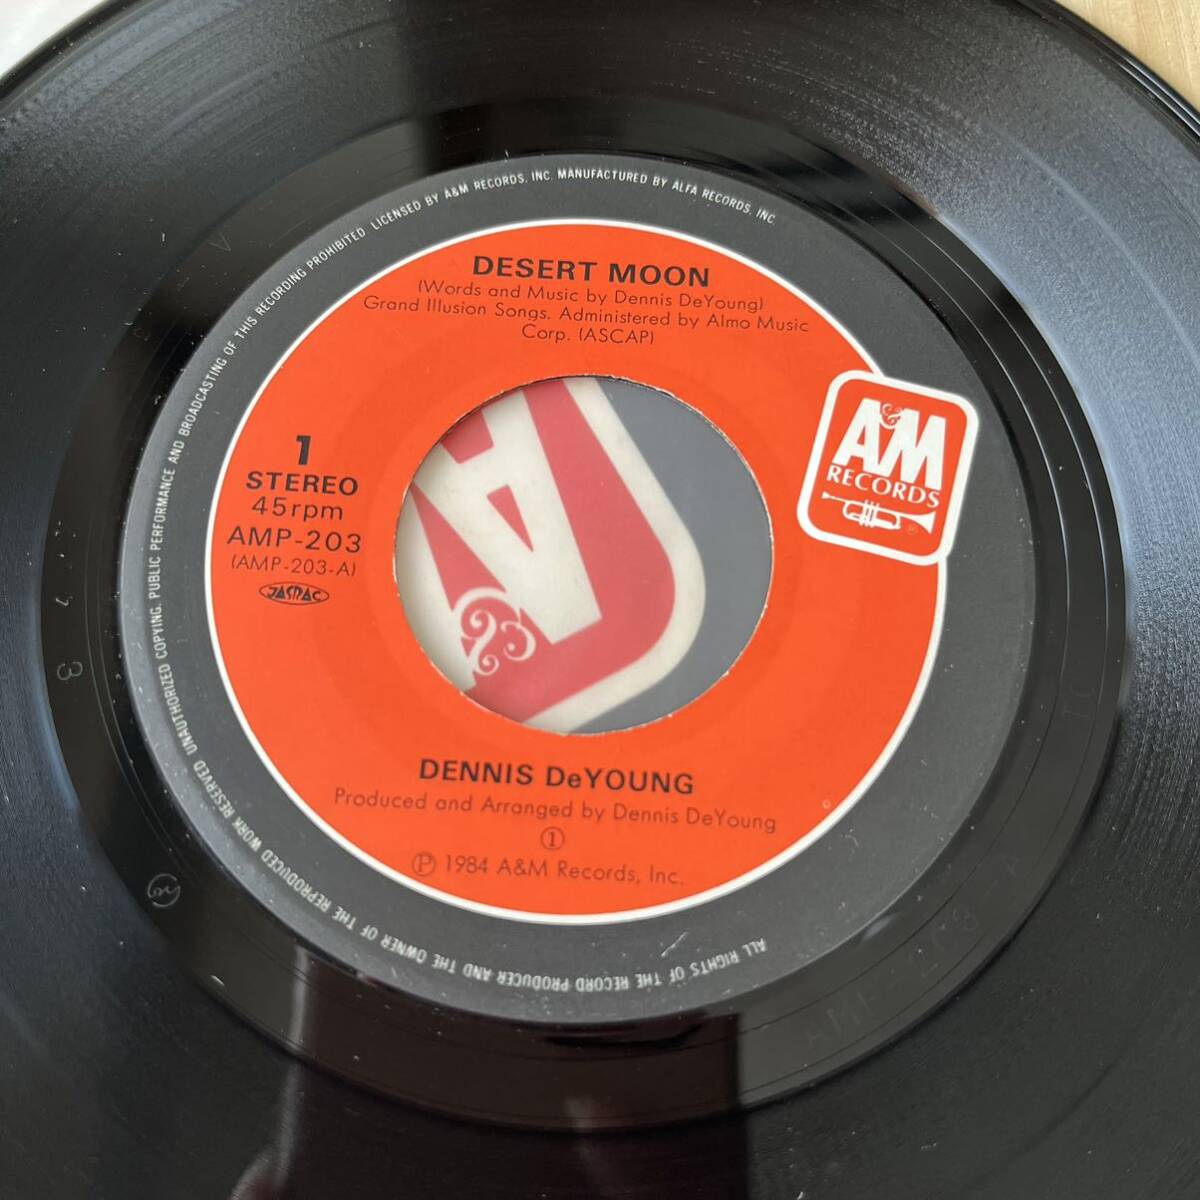 DESERT MOON
(Words and Music by Dennis DeYoung)
Grand Illusion Songs. Administered by Almo Music
Corp. (ASCAP)
1
STEREO
45rpm
AMP-203
(AMP-203-A)
JASRAC
A&M
RECORDS
DENNIS DeYOUNG
Produced and Arranged by Dennis DeYoung
①
Ⓟ 1984 A&M Records, Inc.
ALL RIGHTS OF THE RECORD PRODUCER AND THE OWNER OF THE REPRODUCED WORK RESERVED UNAUTHORIZED COPYING. PUBLIC PERFORMANCE AND BROADCASTING OF THIS RECORDING PROHIBITED. LICENSED BY A&M RECORDS, INC. MANUFACTURED BY ALFA RECORDS, INC.